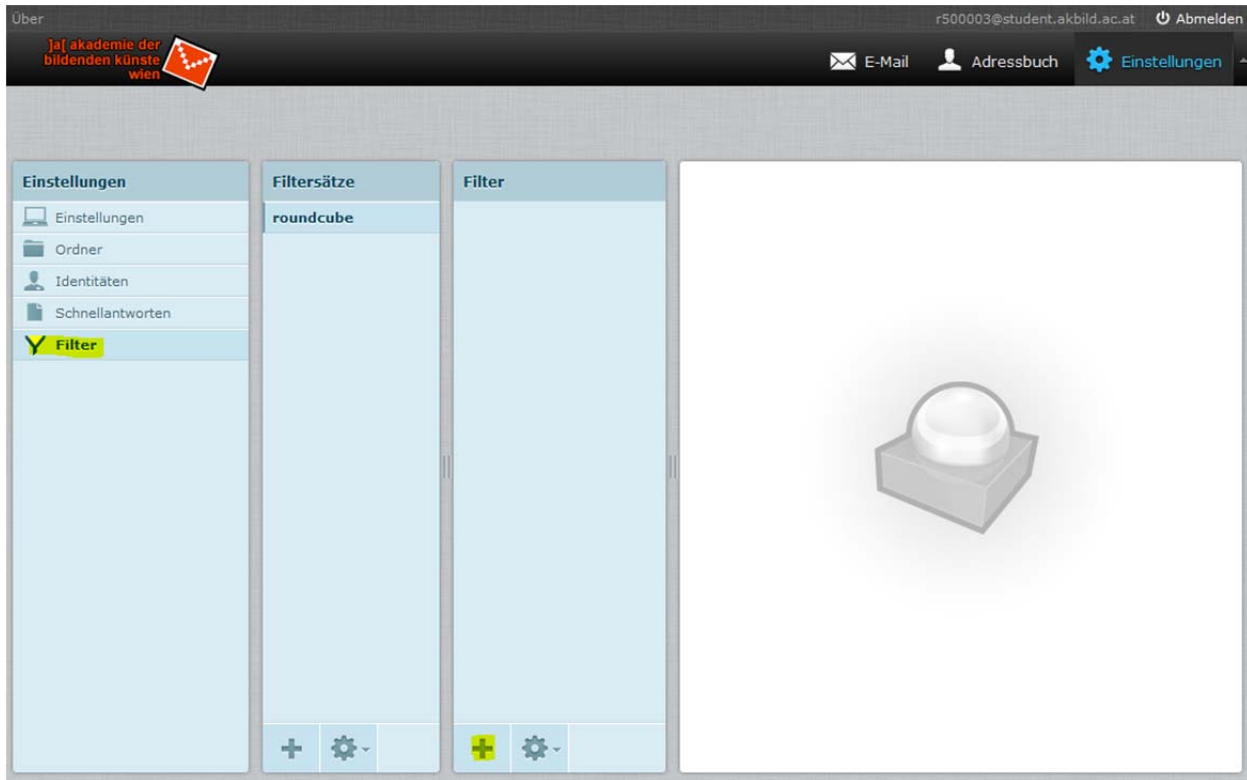 Über
r500003@student.akbild.ac.at Abmelden
]a[ akademie der
bildenden künste
wien
E-Mail Adressbuch Einstellungen
Einstellungen
Einstellungen
Ordner
Identitäten
Schnellantworten
Filter
Filtersätze
roundcube
Filter